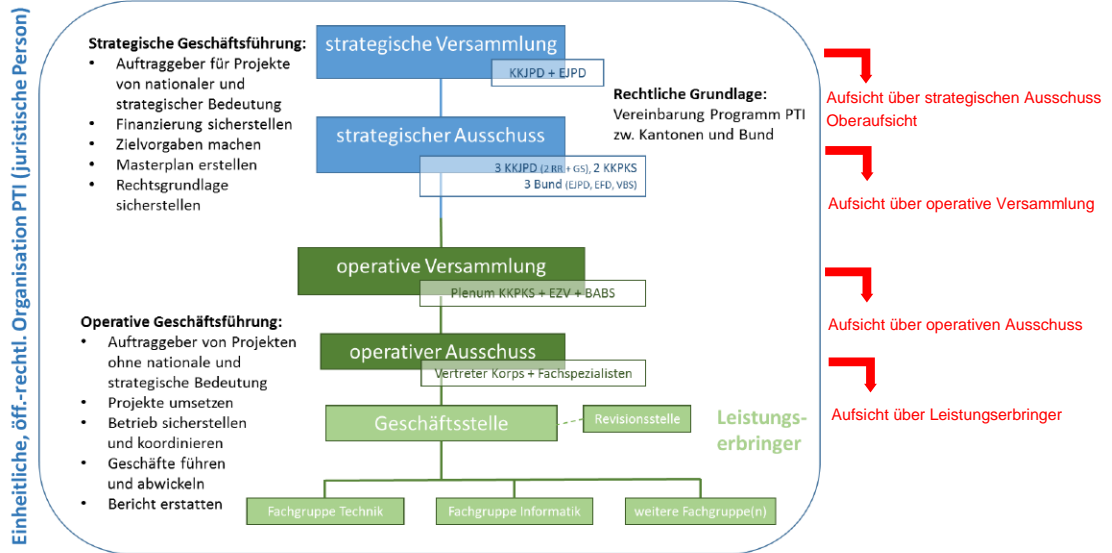 Einheitliche, öff.-rechtl. Organisation PTI (juristische Person)
Strategische Geschäftsführung:
• Auftraggeber für Projekte
von nationaler und
strategischer Bedeutung
• Finanzierung sicherstellen
• Zielvorgaben machen
• Masterplan erstellen
• Rechtsgrundlage
sicherstellen
strategische Versammlung
KKJPD + EJPD
Rechtliche Grundlage:
Vereinbarung Programm PTI
zw. Kantonen und Bund
strategischer Ausschuss
3 KKJPD (2 RR + GS), 2 KKPKS
3 Bund (EJPD, EFD, VBS)
operative Versammlung
Plenum KKPKS + EZV + BABS
Operative Geschäftsführung:
• Auftraggeber von Projekten
ohne nationale und
strategische Bedeutung
• Projekte umsetzen
• Betrieb sicherstellen
und koordinieren
• Geschäfte führen
und abwickeln
• Bericht erstatten
operativer Ausschuss
Vertreter Korps + Fachspezialisten
Geschäftsstelle
Revisionsstelle
Leistungs-
erbringer
Fachgruppe Technik
Fachgruppe Informatik
weitere Fachgruppe(n)
Aufsicht über strategischen Ausschuss
Oberaufsicht
Aufsicht über operative Versammlung
Aufsicht über operativen Ausschuss
Aufsicht über Leistungserbringer